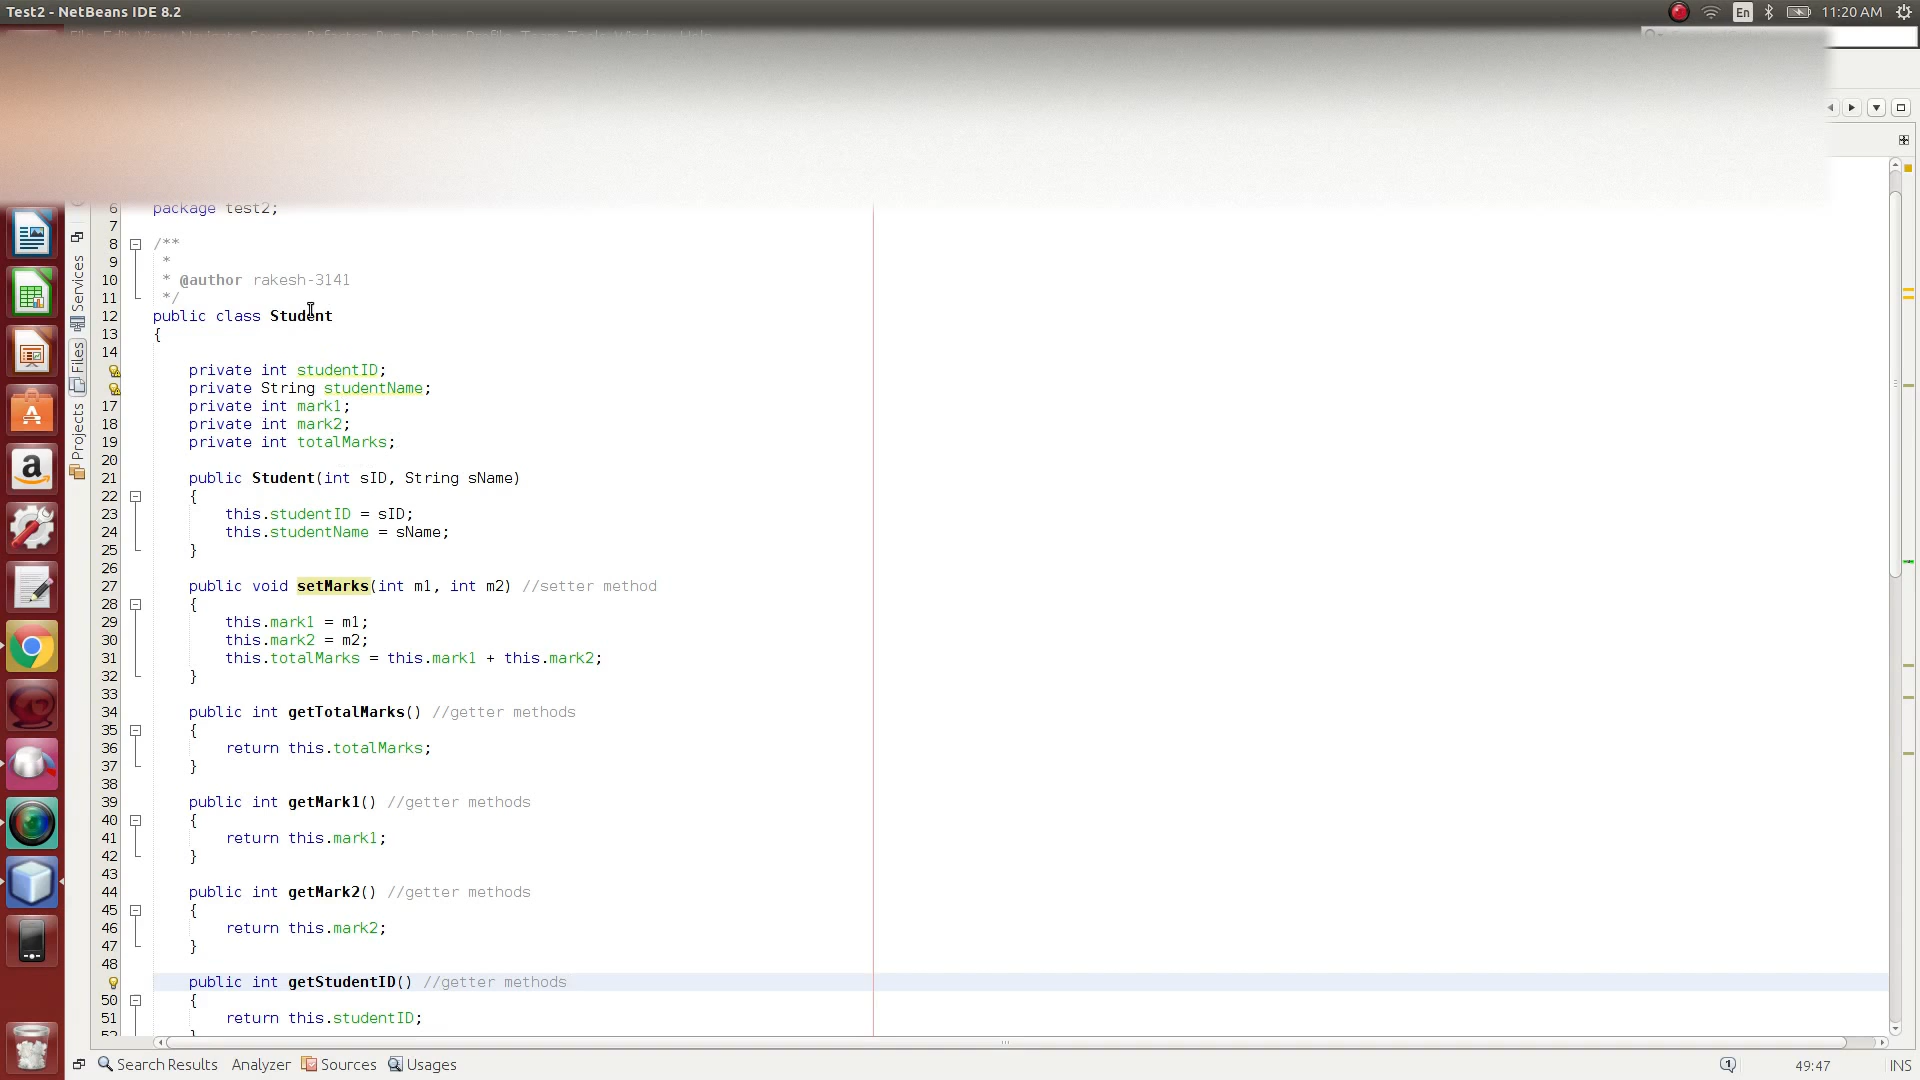 Test2 - NetBeans IDE 8.2
En
11:20 AM
Services
Files
Projects
6 package test2;
7
8 /**
9 *
10 * @author rakesh-3141
11 */
12 public class Student
13 {
14
private int studentID;
private String studentName;
17 private int mark1;
18 private int mark2;
19 private int totalMarks;
20
21 public Student(int sID, String sName)
22 {
23 this.studentID = sID;
24 this.studentName = sName;
25 }
26
27 public void setMarks(int m1, int m2) //setter method
28 {
29 this.mark1 = m1;
30 this.mark2 = m2;
31 this.totalMarks = this.mark1 + this.mark2;
32 }
33
34 public int getTotalMarks() //getter methods
35 {
36 return this.totalMarks;
37 }
38
39 public int getMark1() //getter methods
40 {
41 return this.mark1;
42 }
43
44 public int getMark2() //getter methods
45 {
46 return this.mark2;
47 }
48
public int getStudentID() //getter methods
50 {
51 return this.studentID;
52 }
Search Results Analyzer Sources Usages
1 49:47 INS